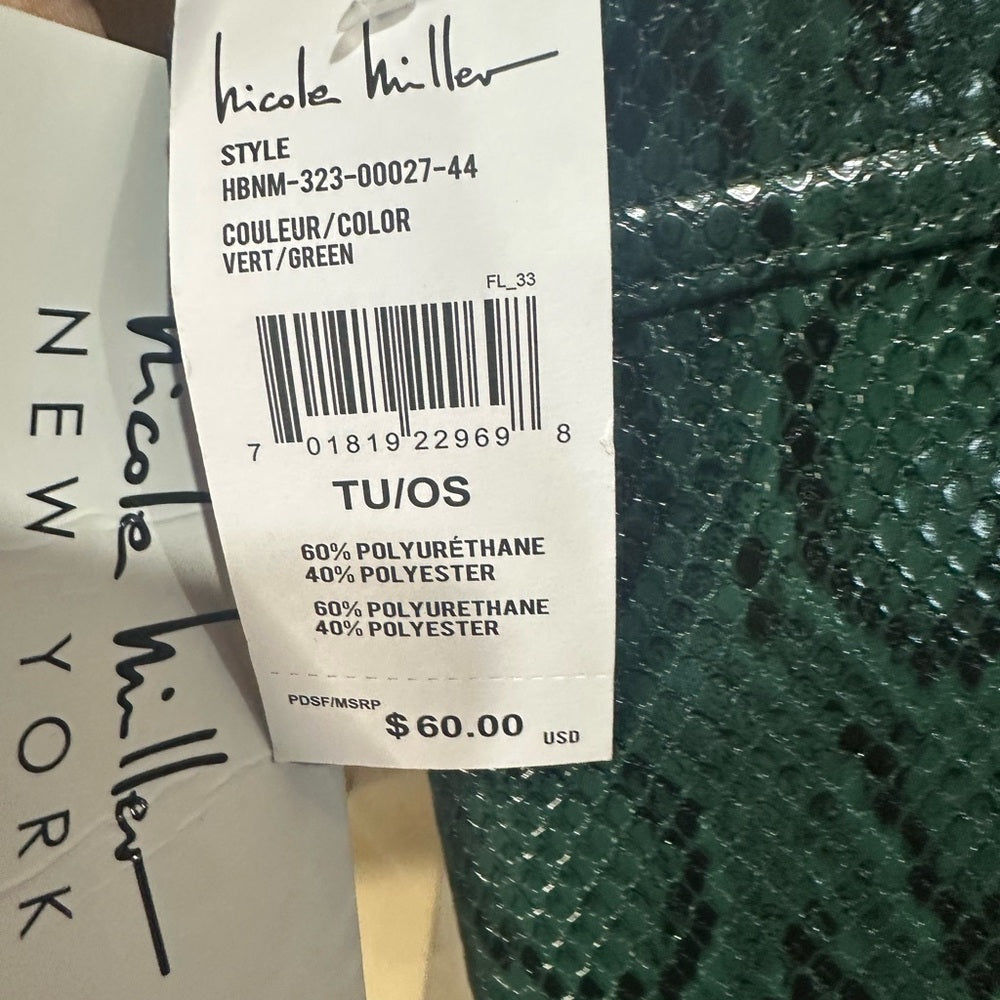 nicole miller
STYLE
HBNM-323-00027-44
COULEUR/COLOR
VERT/GREEN
FL_33
7 01819 22969 8
TU/OS
60% POLYURÉTHANE
40% POLYESTER
60% POLYURETHANE
40% POLYESTER
PDSF/MSRP
$60.00 USD
nicole miller
NEW YORK